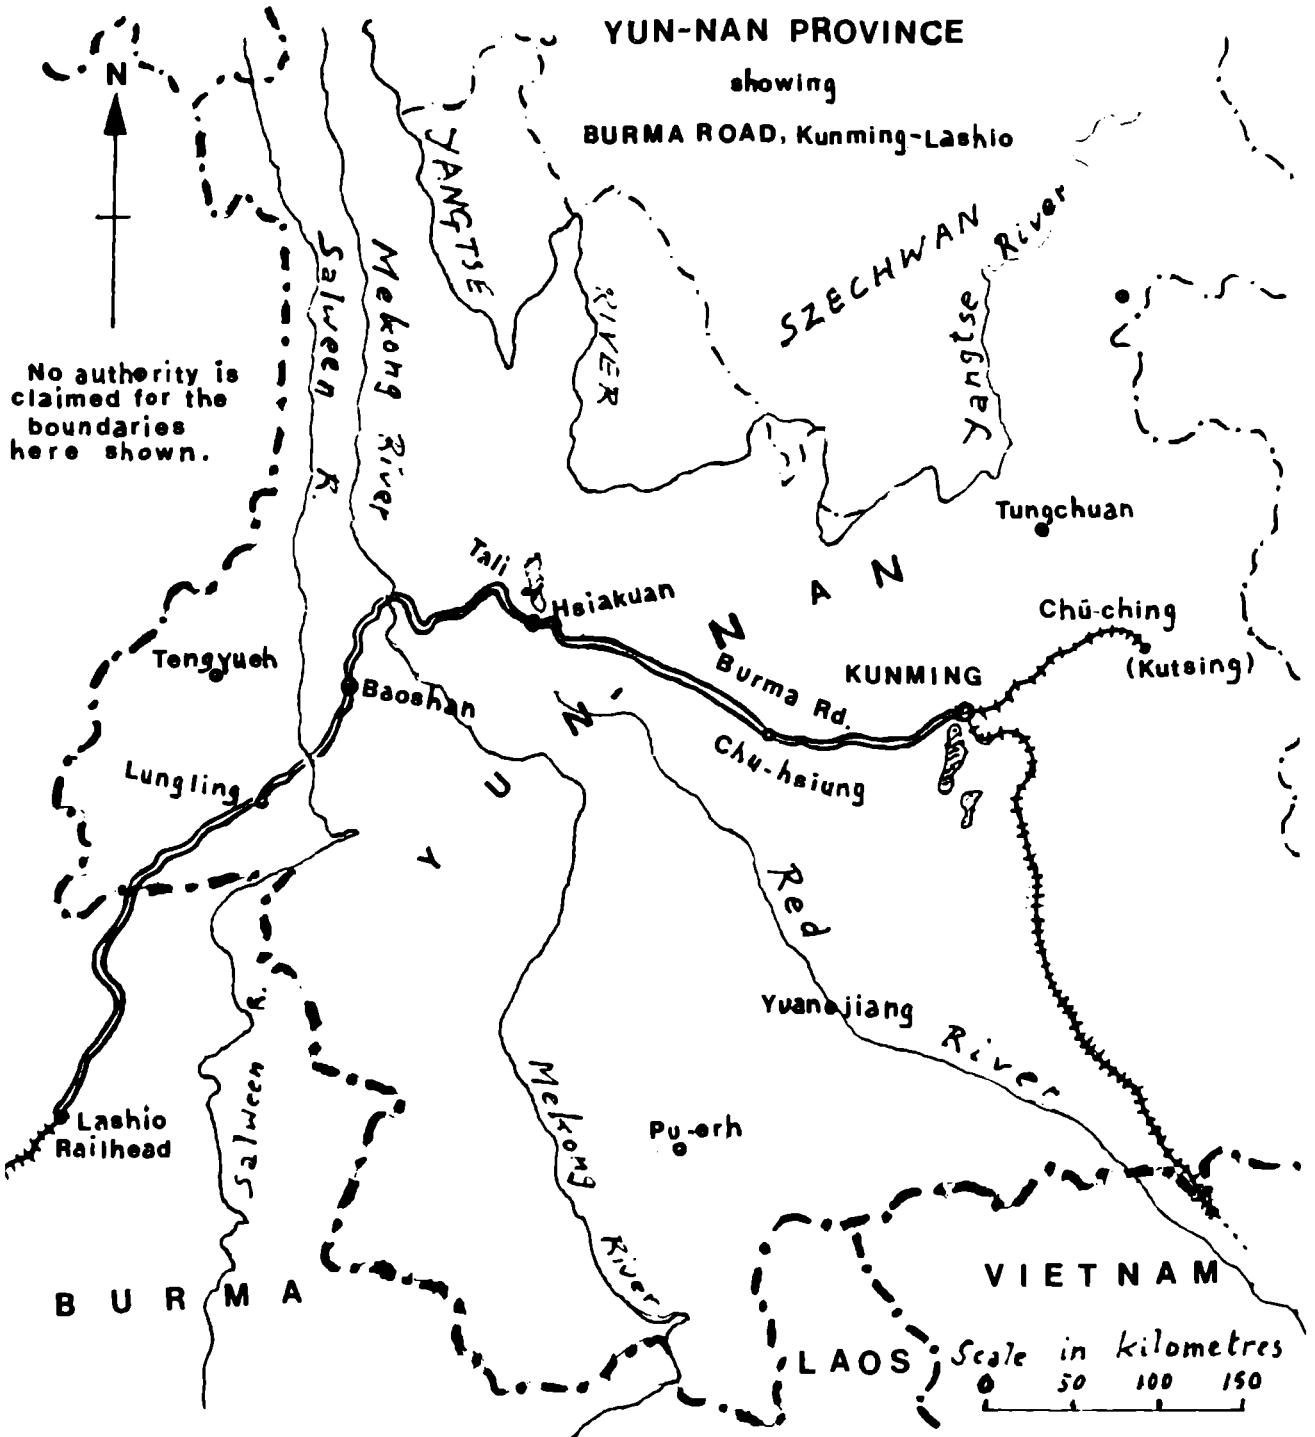 YUN-NAN PROVINCE
showing
BURMA ROAD, Kunming-Lashio
N
YANGTSE
RIVER
SZECHWAN
Yangtse River
Salween R.
Mekong River
No authority is
claimed for the
boundaries
here shown.
Tungchuan
Tali
Hsiakuan
Chü-ching
(Kutsing)
YÜNNAN
Burma Rd.
KUNMING
Tengyueh
Baoshan
Chu-hsiung
Lungling
Red River
Yuanjiang
Salween R.
Mekong River
Pu-erh
Lashio
Railhead
BURMA
VIETNAM
LAOS
Scale in kilometres
0 50 100 150